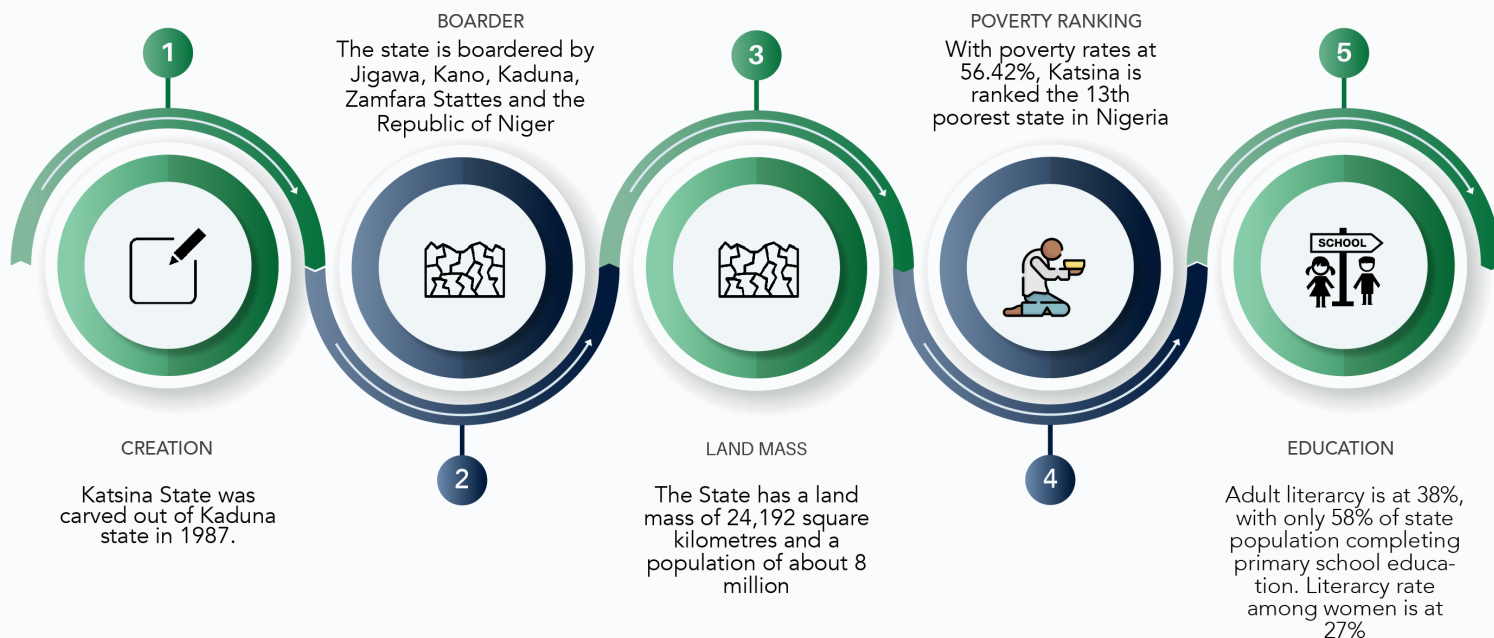 1
CREATION
Katsina State was
carved out of Kaduna
state in 1987.
BOARDER
The state is boardered by
Jigawa, Kano, Kaduna,
Zamfara Stattes and the
Republic of Niger
2
3
LAND MASS
The State has a land
mass of 24,192 square
kilometres and a
population of about 8
million
POVERTY RANKING
With poverty rates at
56.42%, Katsina is
ranked the 13th
poorest state in Nigeria
4
5
SCHOOL
EDUCATION
Adult literarcy is at 38%,
with only 58% of state
population completing
primary school educa-
tion. Literarcy rate
among women is at
27%